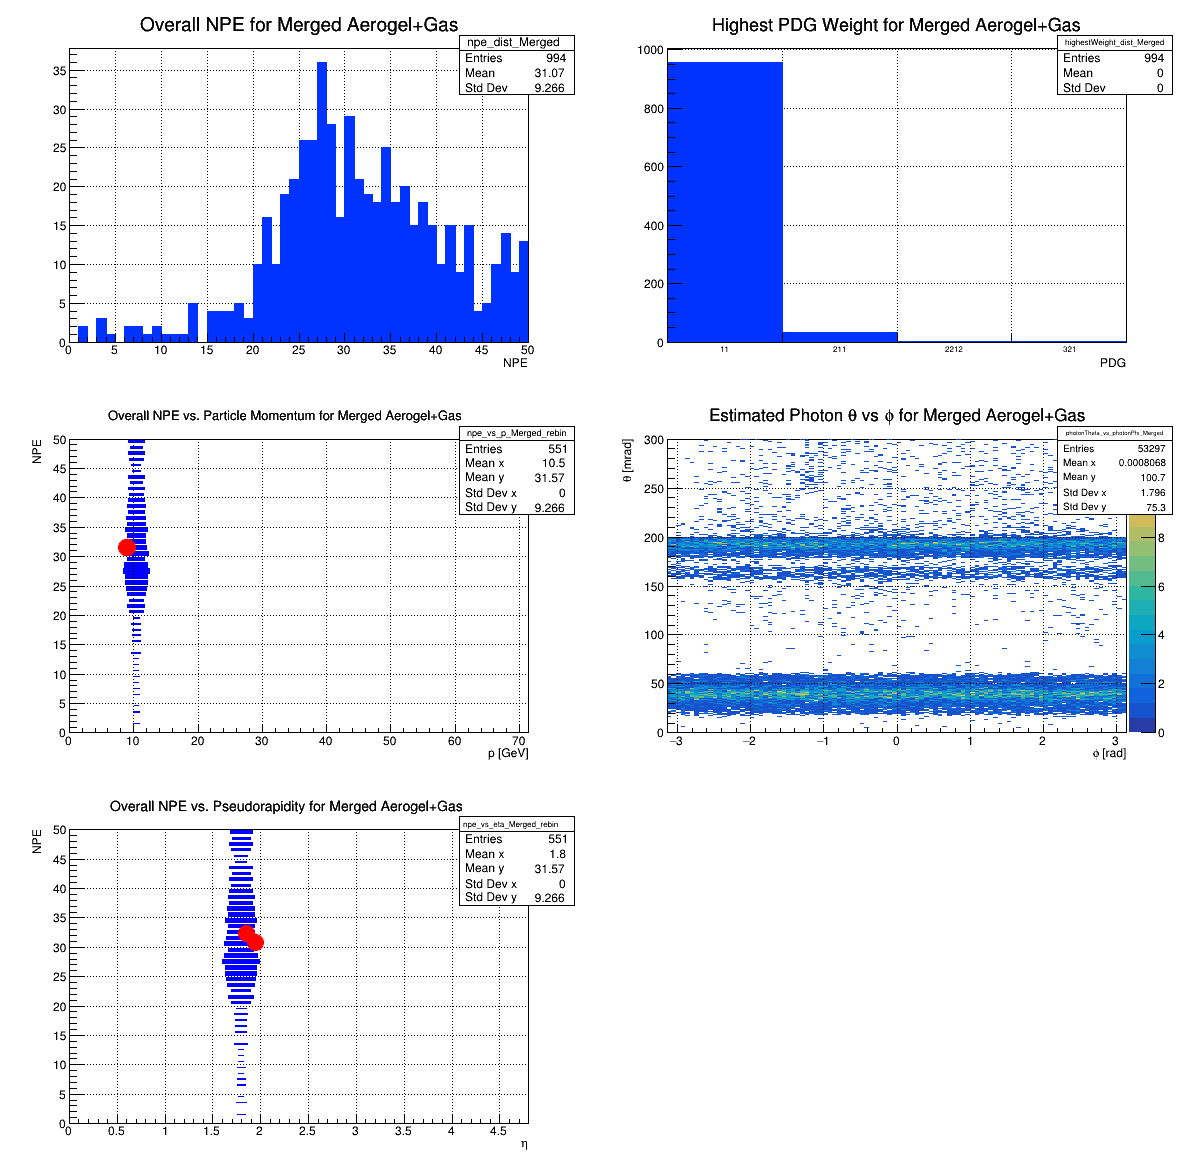 Overall NPE for Merged Aerogel+Gas
npe_dist_Merged
Entries 994
Mean 31.07
Std Dev 9.266
35
30
25
20
15
10
5
0
0 5 10 15 20 25 30 35 40 45 50
NPE
Highest PDG Weight for Merged Aerogel+Gas
highestWeight_dist_Merged
Entries 994
Mean 0
Std Dev 0
1000
800
600
400
200
0
11 211 2212 321
PDG
Overall NPE vs. Particle Momentum for Merged Aerogel+Gas
npe_vs_p_Merged_rebin
Entries 551
Mean x 10.5
Mean y 31.57
Std Dev x 0
Std Dev y 9.266
NPE
50
45
40
35
30
25
20
15
10
5
0
0 10 20 30 40 50 60 70
p [GeV]
Estimated Photon θ vs ϕ for Merged Aerogel+Gas
photonTheta_vs_photonPhi_Merged
Entries 53297
Mean x 0.0008068
Mean y 100.7
Std Dev x 1.796
Std Dev y 75.3
θ [mrad]
300
250
200
150
100
50
0
−3 −2 −1 0 1 2 3
ϕ [rad]
8
6
4
2
0
Overall NPE vs. Pseudorapidity for Merged Aerogel+Gas
npe_vs_eta_Merged_rebin
Entries 551
Mean x 1.8
Mean y 31.57
Std Dev x 0
Std Dev y 9.266
NPE
50
45
40
35
30
25
20
15
10
5
0
0 0.5 1 1.5 2 2.5 3 3.5 4 4.5
η